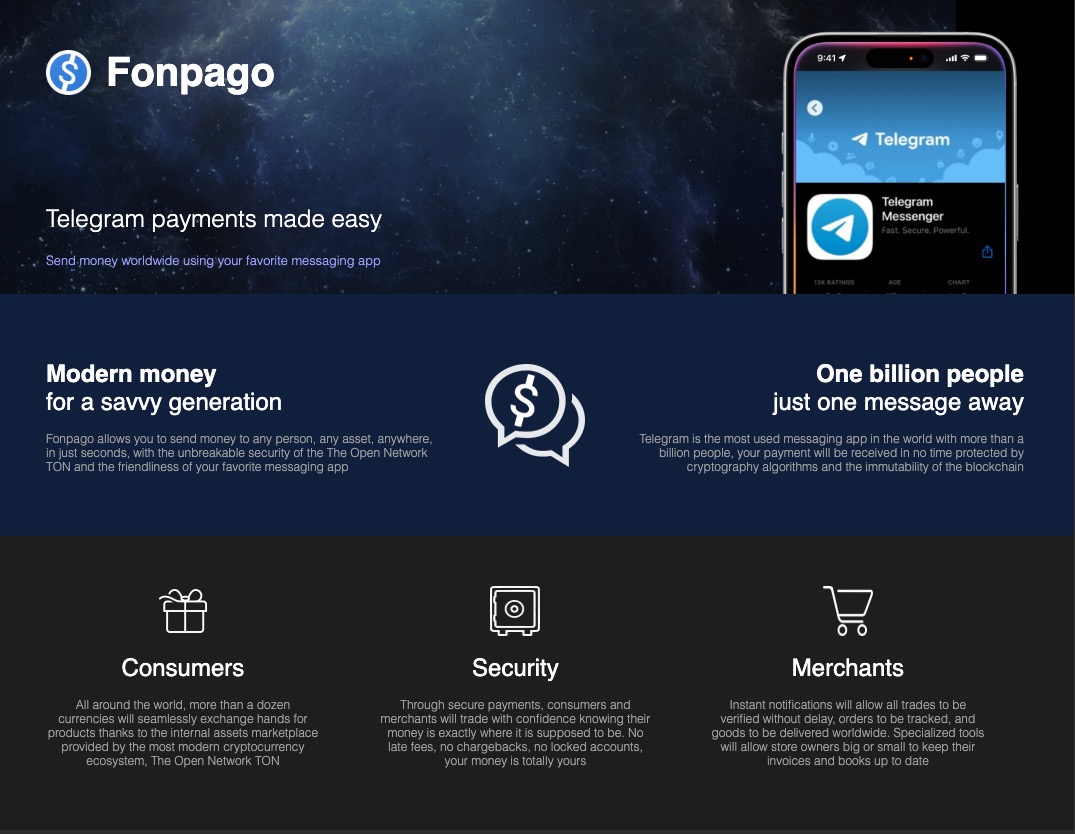 Fonpago
Telegram payments made easy
Send money worldwide using your favorite messaging app
9:41
Telegram
Telegram
Messenger
Fast. Secure. Powerful.
13K RATINGS AGE CHART
Modern money
for a savvy generation
Fonpago allows you to send money to any person, any asset, anywhere,
in just seconds, with the unbreakable security of the The Open Network
TON and the friendliness of your favorite messaging app
One billion people
just one message away
Telegram is the most used messaging app in the world with more than a
billion people, your payment will be received in no time protected by
cryptography algorithms and the immutability of the blockchain
Consumers
All around the world, more than a dozen
currencies will seamlessly exchange hands for
products thanks to the internal assets marketplace
provided by the most modern cryptocurrency
ecosystem, The Open Network TON
Security
Through secure payments, consumers and
merchants will trade with confidence knowing their
money is exactly where it is supposed to be. No
late fees, no chargebacks, no locked accounts,
your money is totally yours
Merchants
Instant notifications will allow all trades to be
verified without delay, orders to be tracked, and
goods to be delivered worldwide. Specialized tools
will allow store owners big or small to keep their
invoices and books up to date